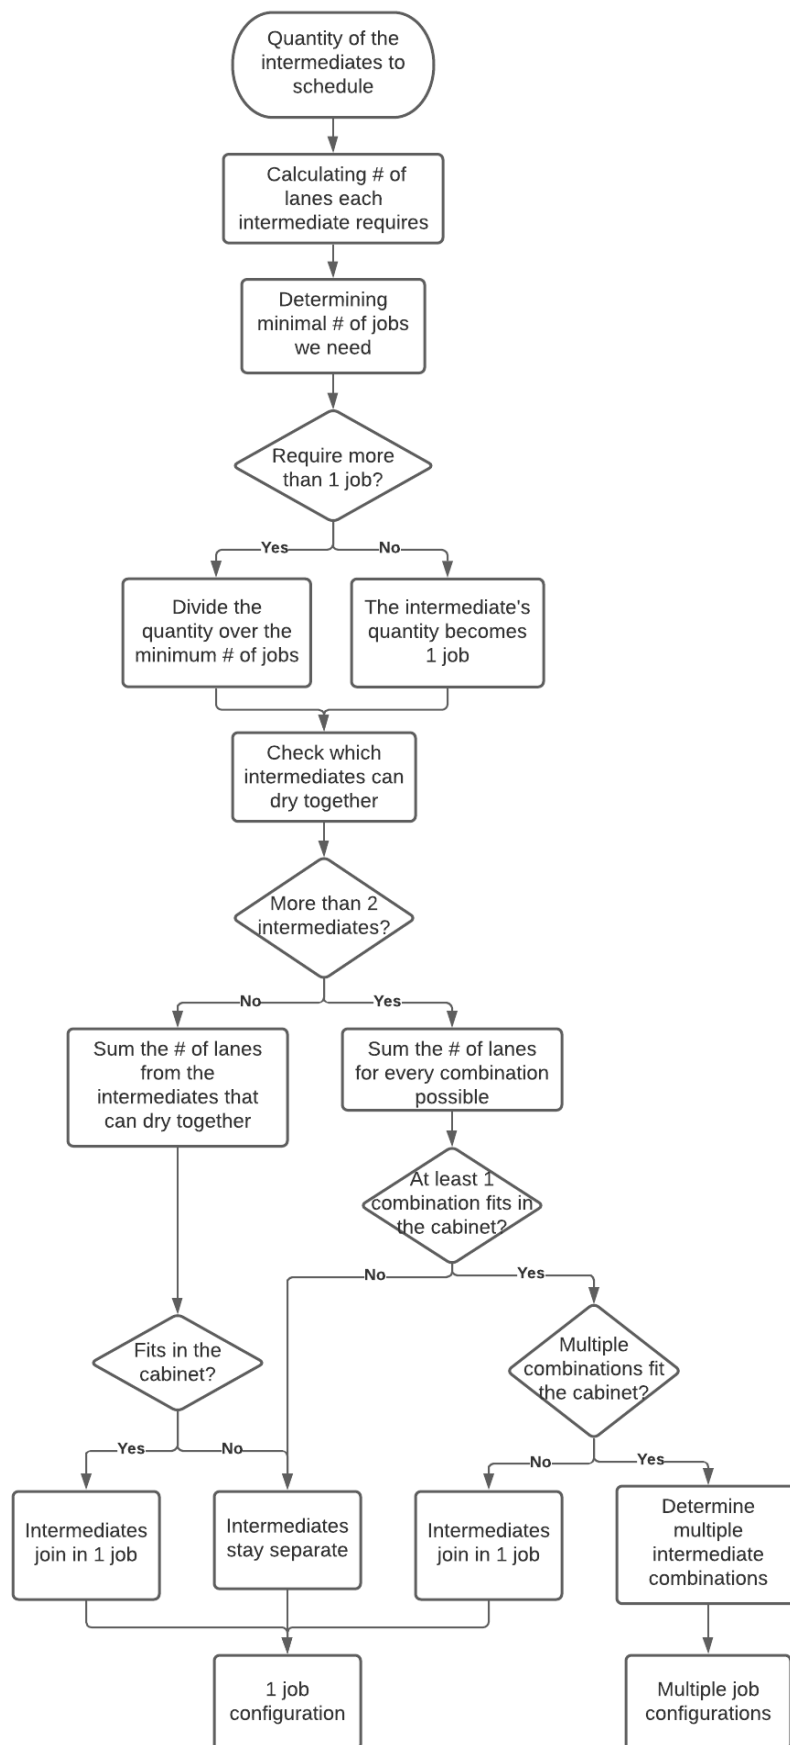 Quantity of the
intermediates to
schedule
Calculating # of
lanes each
intermediate requires
Determining
minimal # of jobs
we need
Require more
than 1 job?
Yes
No
Divide the
quantity over the
minimum # of jobs
The intermediate's
quantity becomes
1 job
Check which
intermediates can
dry together
More than 2
intermediates?
No
Yes
Sum the # of lanes
from the
intermediates that
can dry together
Sum the # of lanes
for every combination
possible
At least 1
combination fits in
the cabinet?
No
Yes
Fits in the
cabinet?
Multiple
combinations fit
the cabinet?
Yes
No
No
Yes
Intermediates
join in 1 job
Intermediates
stay separate
Intermediates
join in 1 job
Determine
multiple
intermediate
combinations
1 job
configuration
Multiple job
configurations